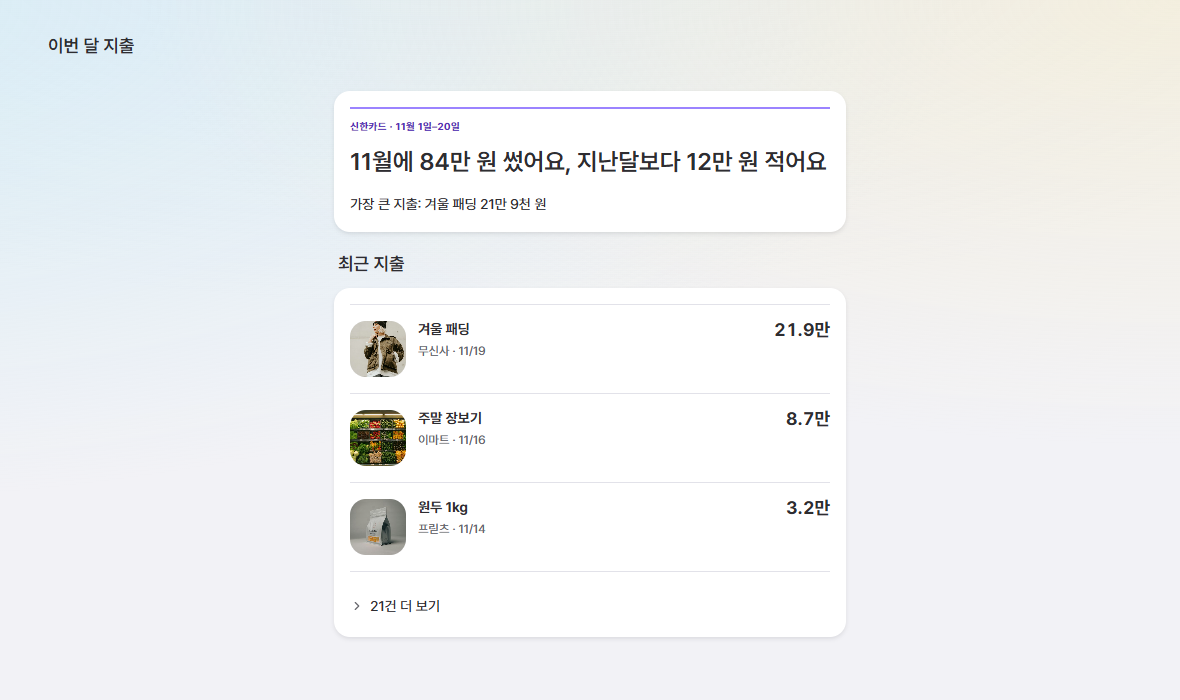 이번 달 지출
신한카드 · 11월 1일–20일
11월에 84만 원 썼어요, 지난달보다 12만 원 적어요
가장 큰 지출: 겨울 패딩 21만 9천 원
최근 지출
겨울 패딩
21.9만
무신사 · 11/19
주말 장보기
8.7만
이마트 · 11/16
원두 1kg
3.2만
프릳츠 · 11/14
21건 더 보기